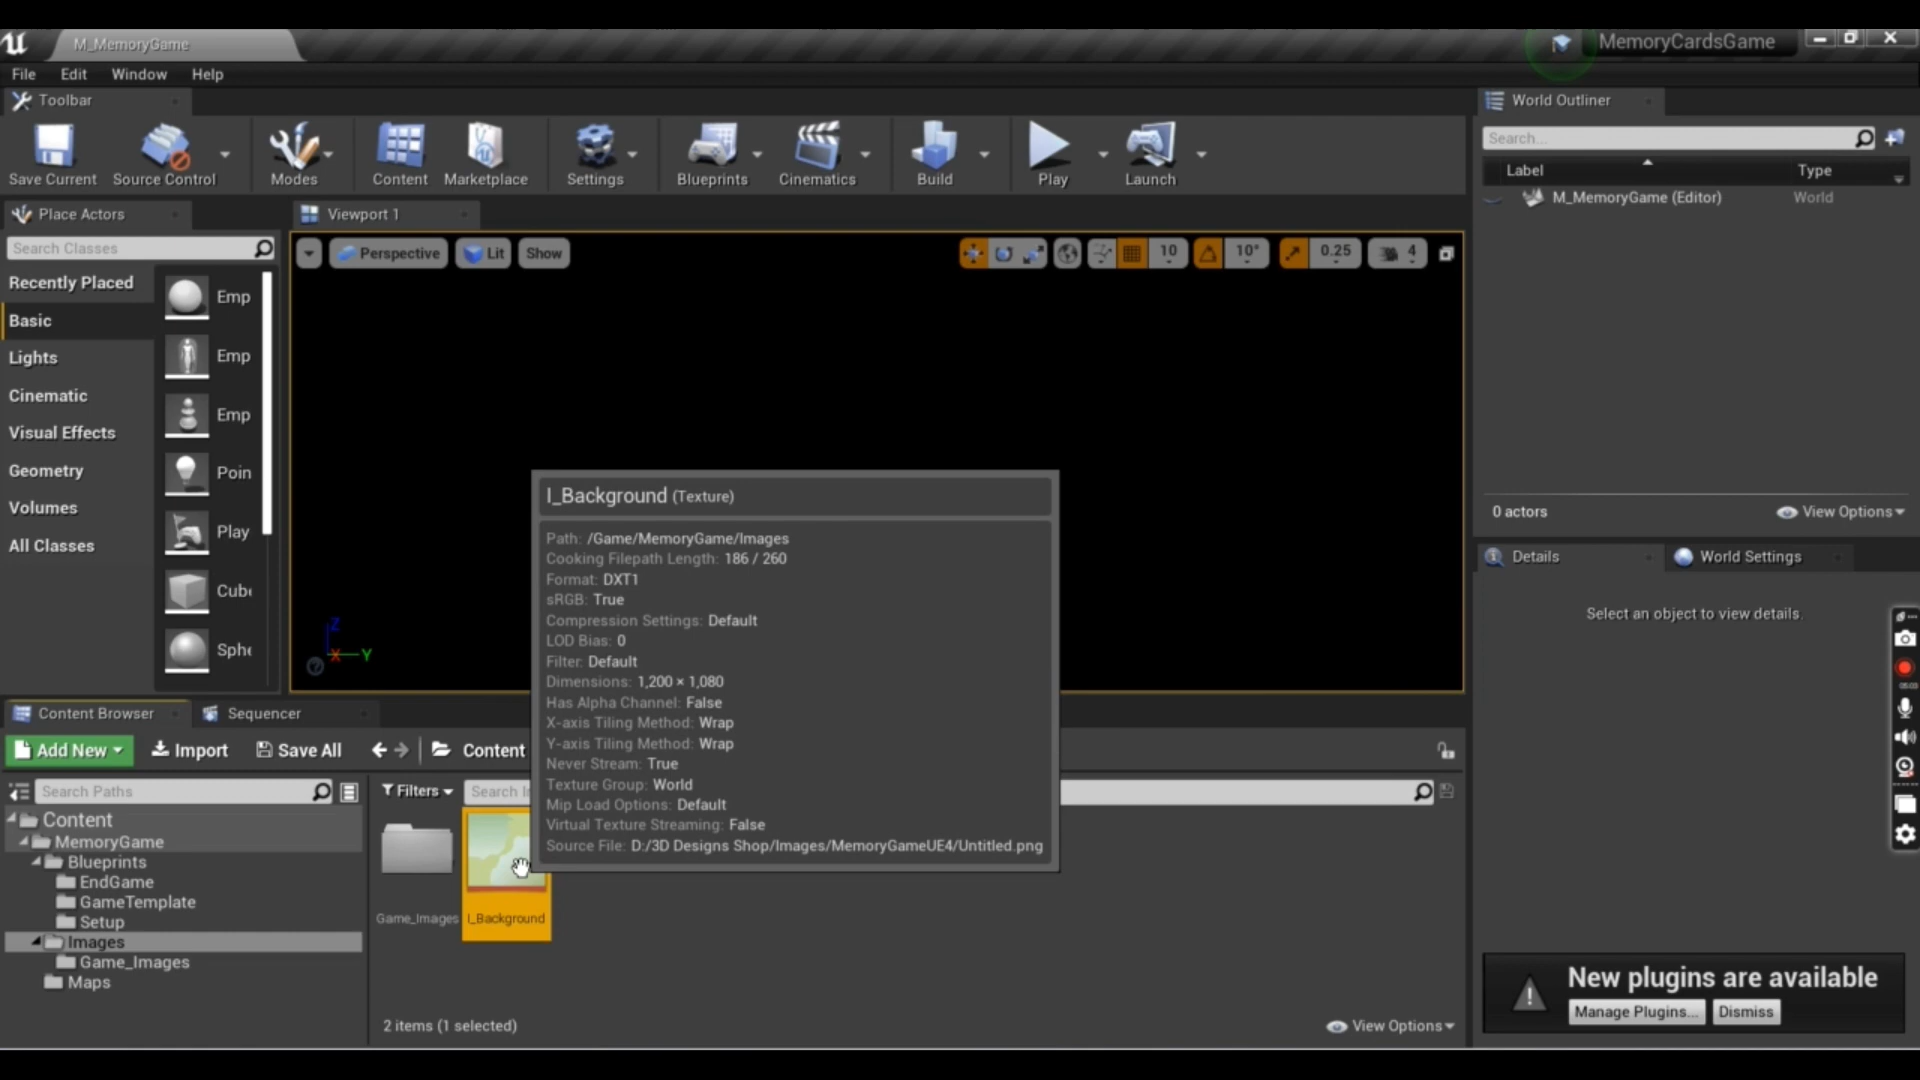 M_MemoryGame
MemoryCardsGame
File Edit Window Help
Toolbar
World Outliner
Save Current Source Control Modes Content Marketplace Settings Blueprints Cinematics Build Play Launch
Search...
Label Type
M_MemoryGame (Editor) World
0 actors View Options
Place Actors
Search Classes
Recently Placed
Basic
Lights
Cinematic
Visual Effects
Geometry
Volumes
All Classes
Emp
Emp
Emp
Poin
Play
Cube
Sphe
Viewport 1
Perspective Lit Show 10 10° 0.25 4
Z
X Y
I_Background (Texture)
Path: /Game/MemoryGame/Images
Cooking Filepath Length: 186 / 260
Format: DXT1
sRGB: True
Compression Settings: Default
LOD Bias: 0
Filter: Default
Dimensions: 1,200 × 1,080
Has Alpha Channel: False
X-axis Tiling Method: Wrap
Y-axis Tiling Method: Wrap
Never Stream: True
Texture Group: World
Mip Load Options: Default
Virtual Texture Streaming: False
Source File: D:/3D Designs Shop/Images/MemoryGameUE4/Untitled.png
Details World Settings
Select an object to view details.
Content Browser Sequencer
Add New Import Save All Content
Search Paths
Filters Search I
Content
MemoryGame
Blueprints
EndGame
GameTemplate
Setup
Images
Game_Images
Maps
Game_Images I_Background
2 items (1 selected) View Options
New plugins are available
Manage Plugins... Dismiss